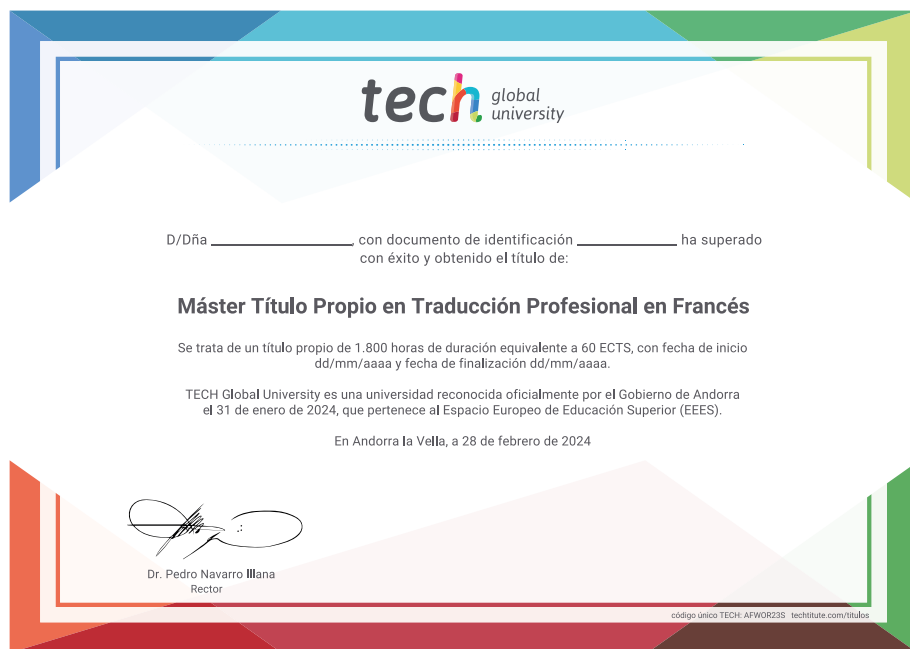 tech global
university
D/Dña ______________, con documento de identificación __________ ha superado
con éxito y obtenido el título de:
Máster Título Propio en Traducción Profesional en Francés
Se trata de un título propio de 1.800 horas de duración equivalente a 60 ECTS, con fecha de inicio
dd/mm/aaaa y fecha de finalización dd/mm/aaaa.
TECH Global University es una universidad reconocida oficialmente por el Gobierno de Andorra
el 31 de enero de 2024, que pertenece al Espacio Europeo de Educación Superior (EEES).
En Andorra la Vella, a 28 de febrero de 2024
Dr. Pedro Navarro Illana
Rector
código único TECH: AFWOR23S techtitute.com/titulos